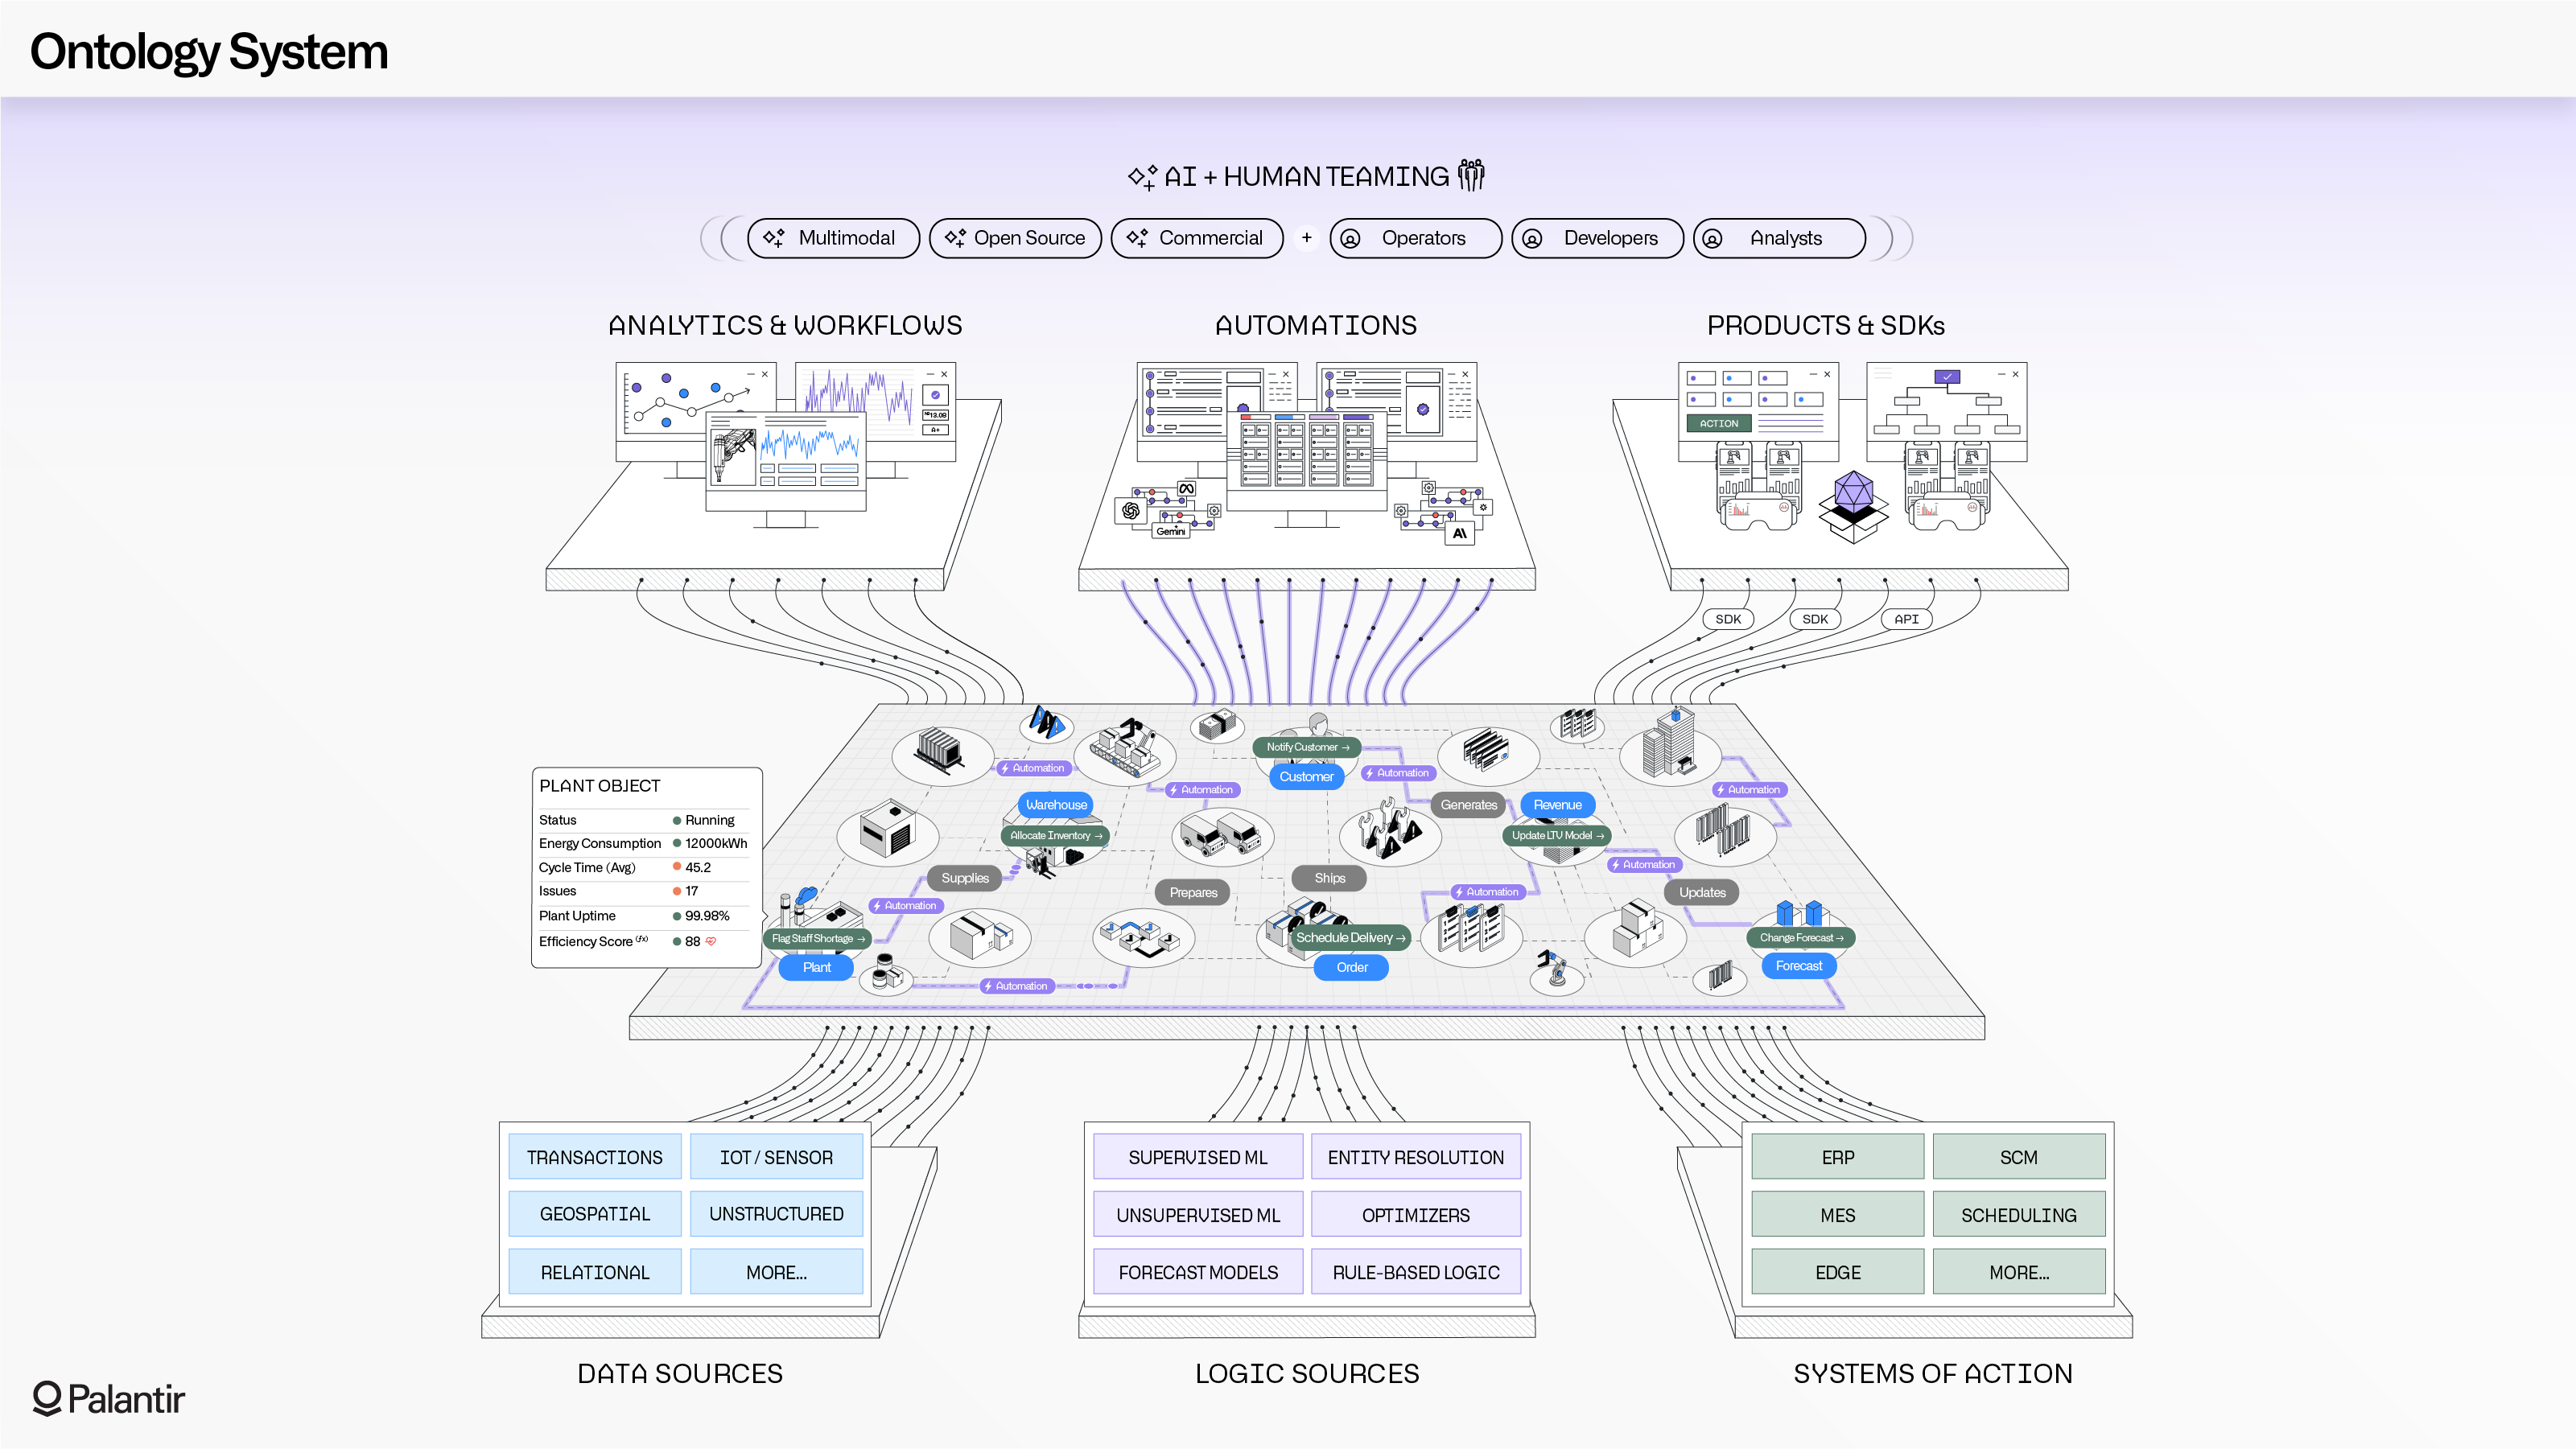 Ontology System
AI + HUMAN TEAMING
Multimodal
Open Source
Commercial
+
Operators
Developers
Analysts
ANALYTICS & WORKFLOWS
AUTOMATIONS
PRODUCTS & SDKs
13.08
A+
Gemini
AI
ACTION
SDK
SDK
API
Notify Customer →
Customer
Automation
Automation
Automation
Automation
Warehouse
Allocate Inventory →
Generates
Revenue
Update LTV Model →
Automation
Supplies
Prepares
Ships
Automation
Updates
Automation
Flag Staff Shortage →
Plant
Schedule Delivery →
Order
Change Forecast →
Forecast
Automation
PLANT OBJECT
Status Running
Energy Consumption 12000kWh
Cycle Time (Avg) 45.2
Issues 17
Plant Uptime 99.98%
Efficiency Score (fx) 88
TRANSACTIONS
IOT / SENSOR
GEOSPATIAL
UNSTRUCTURED
RELATIONAL
MORE...
DATA SOURCES
SUPERVISED ML
ENTITY RESOLUTION
UNSUPERVISED ML
OPTIMIZERS
FORECAST MODELS
RULE-BASED LOGIC
LOGIC SOURCES
ERP
SCM
MES
SCHEDULING
EDGE
MORE...
SYSTEMS OF ACTION
Palantir